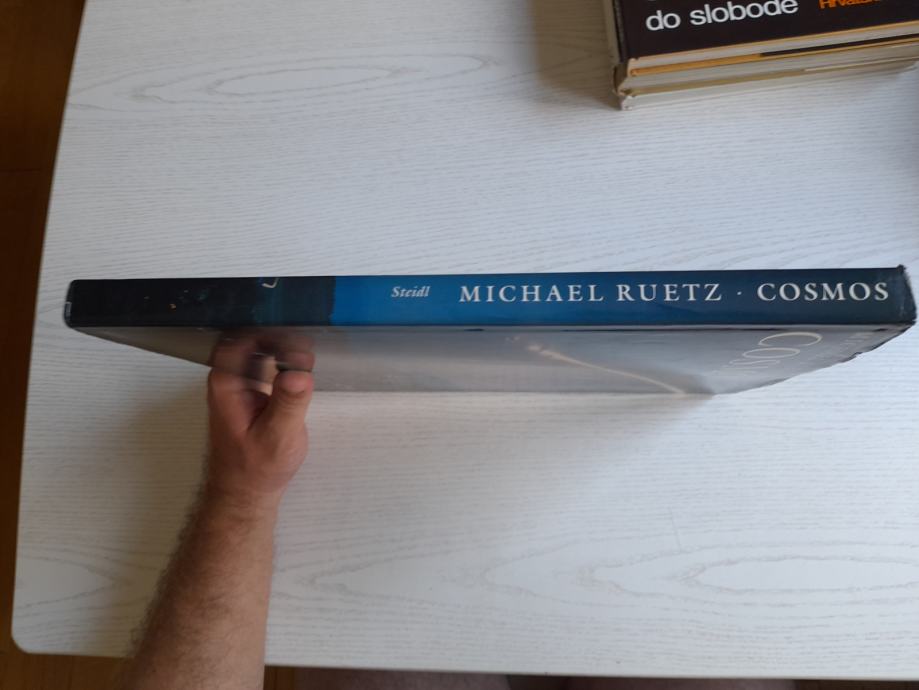 do slobode
Steidl MICHAEL RUETZ · COSMOS